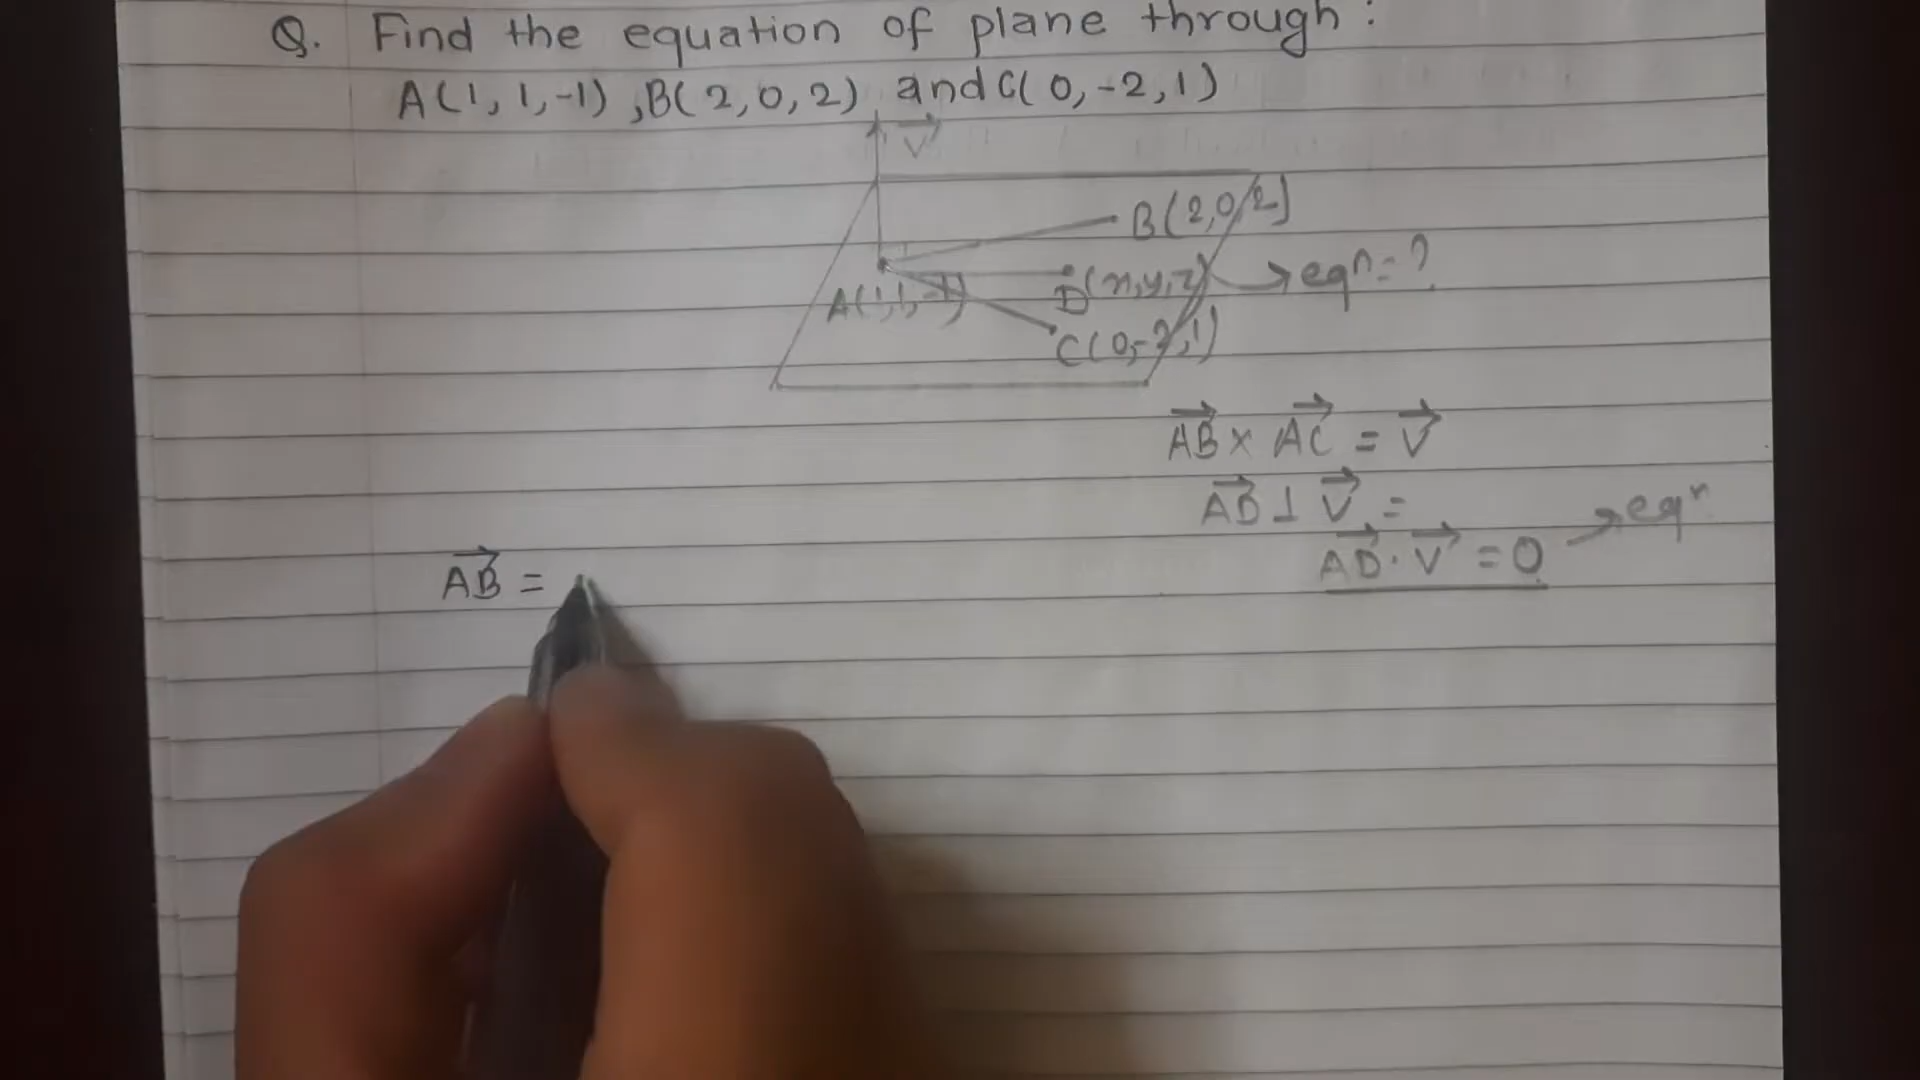 Q. Find the equation of plane through :
A(1, 1, -1) , B( 2, 0, 2) and C( 0, -2, 1)
V
B(2,0,2)
D(x,y,z) → eqⁿ = ?
A(1,1,-1)
C(0,-2,1)
AB × AC = V
AD ⊥ V =
→ eqⁿ
AD · V = 0
AB =